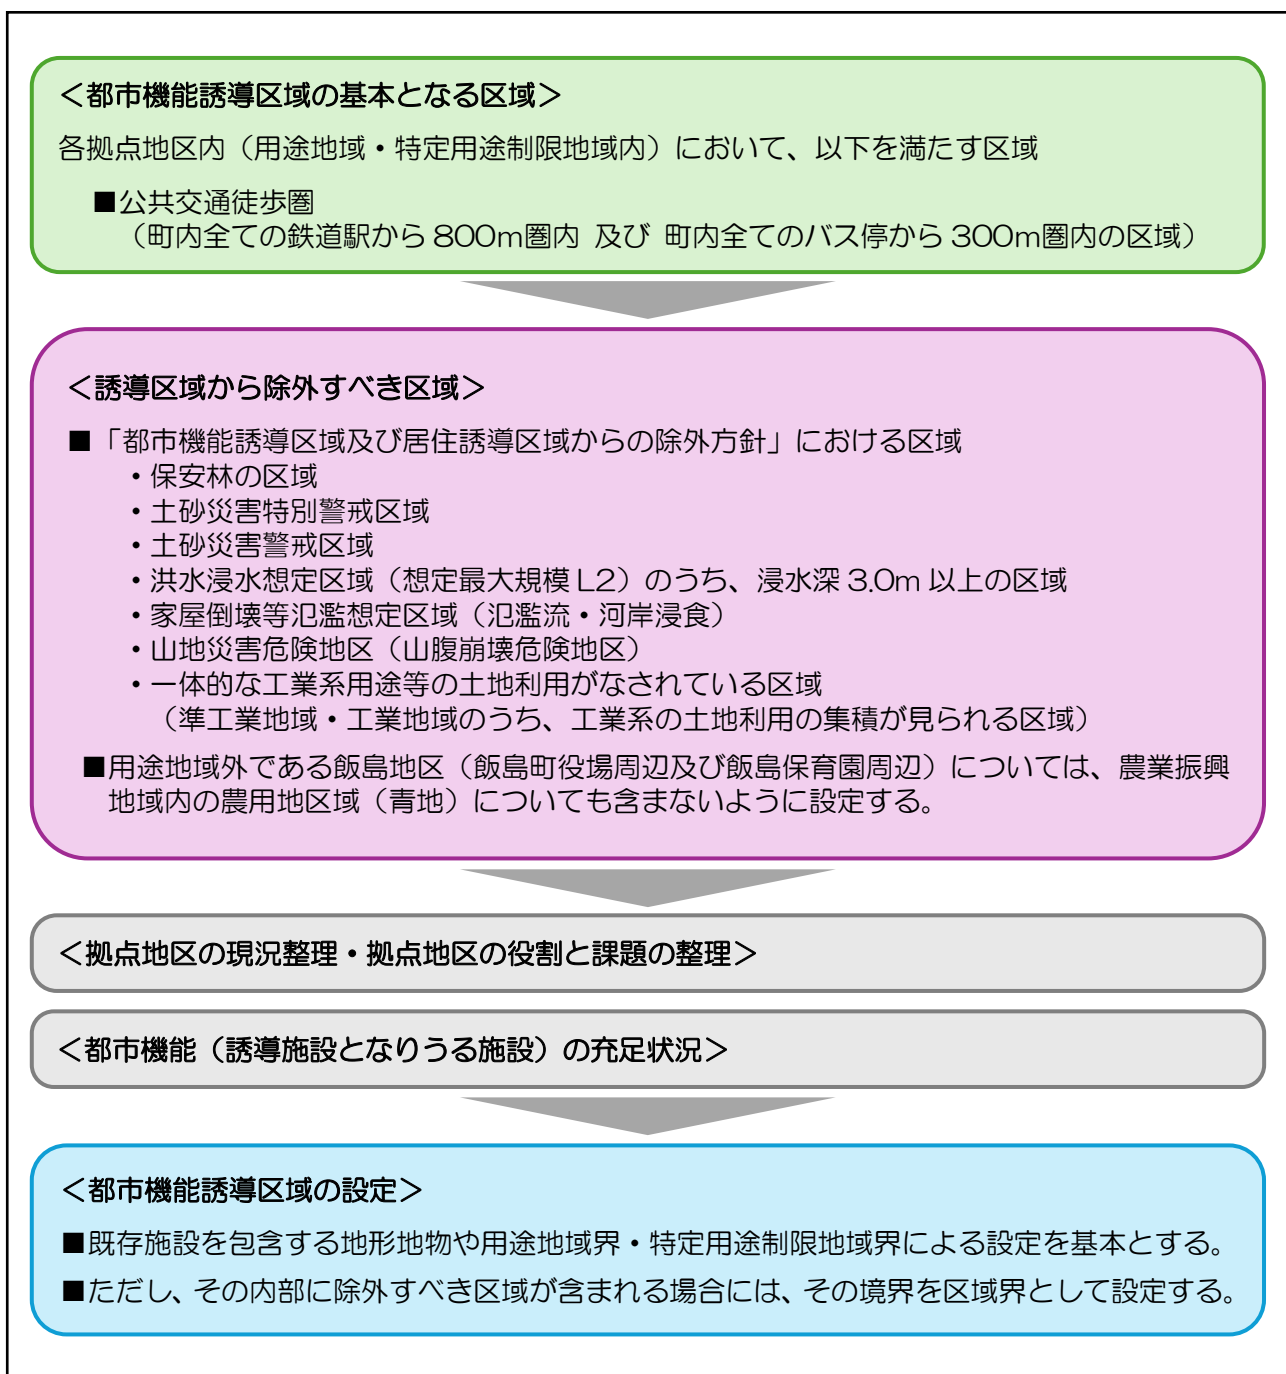 ＜都市機能誘導区域の基本となる区域＞
各拠点地区内（用途地域・特定用途制限地域内）において、以下を満たす区域
■公共交通徒歩圏
（町内全ての鉄道駅から800m圏内 及び 町内全てのバス停から300m圏内の区域）
＜誘導区域から除外すべき区域＞
■「都市機能誘導区域及び居住誘導区域からの除外方針」における区域
・保安林の区域
・土砂災害特別警戒区域
・土砂災害警戒区域
・洪水浸水想定区域（想定最大規模L2）のうち、浸水深3.0m以上の区域
・家屋倒壊等氾濫想定区域（氾濫流・河岸浸食）
・山地災害危険地区（山腹崩壊危険地区）
・一体的な工業系用途等の土地利用がなされている区域
（準工業地域・工業地域のうち、工業系の土地利用の集積が見られる区域）
■用途地域外である飯島地区（飯島町役場周辺及び飯島保育園周辺）については、農業振興
地域内の農用地区域（青地）についても含まないように設定する。
＜拠点地区の現況整理・拠点地区の役割と課題の整理＞
＜都市機能（誘導施設となりうる施設）の充足状況＞
＜都市機能誘導区域の設定＞
■既存施設を包含する地形地物や用途地域界・特定用途制限地域界による設定を基本とする。
■ただし、その内部に除外すべき区域が含まれる場合には、その境界を区域界として設定する。